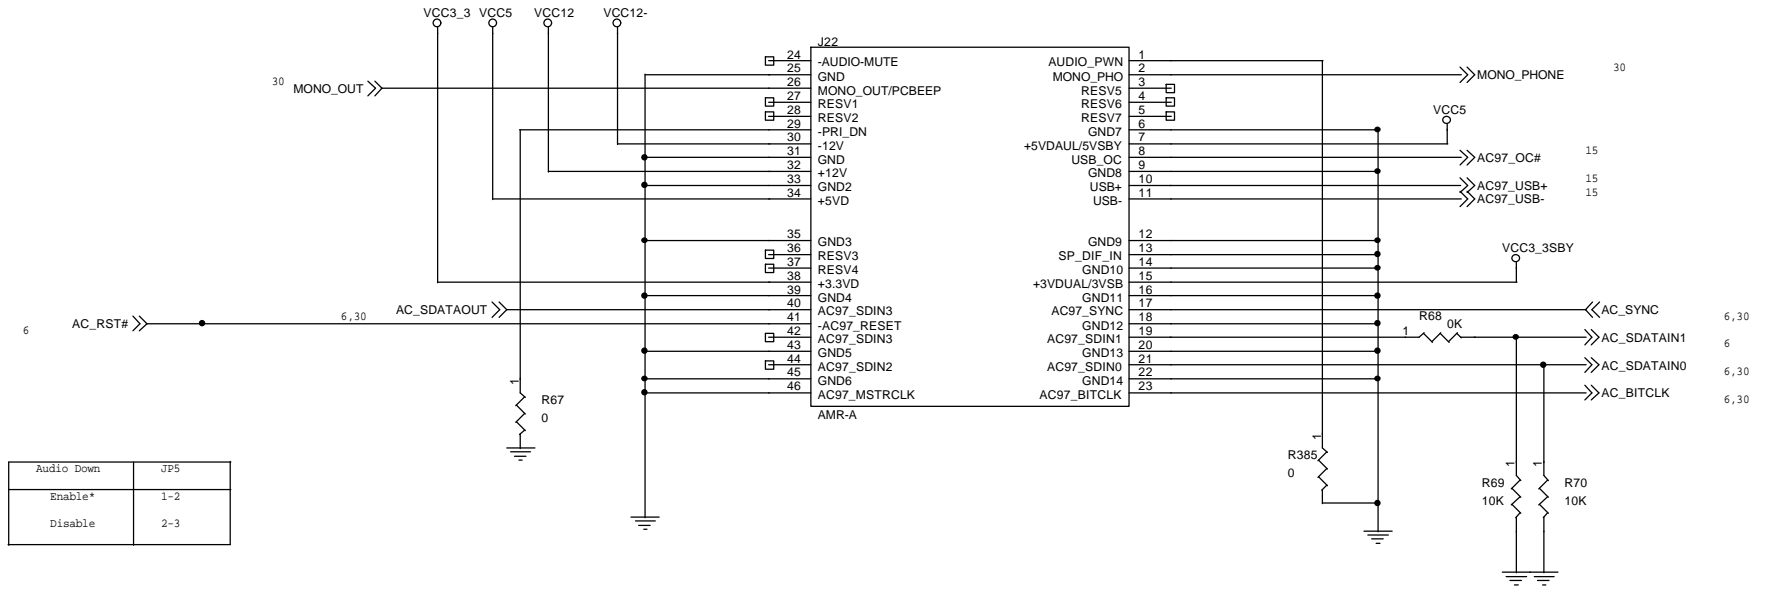 VCC3_3 VCC5 VCC12 VCC12-
J22
24 -AUDIO-MUTE AUDIO_PWN 1
25 GND MONO_PHO 2 MONO_PHONE 30
30 MONO_OUT 26 MONO_OUT/PCBEEP RESV5 3
27 RESV1 RESV6 4
28 RESV2 RESV7 5 VCC5
29 -PRI_DN GND7 6
30 -12V +5VDAUL/5VSBY 7
31 GND USB_OC 8 AC97_OC# 15
32 +12V GND8 9
33 GND2 USB+ 10 AC97_USB+ 15
34 +5VD USB- 11 AC97_USB- 15
35 GND3 GND9 12
36 RESV3 SP_DIF_IN 13 VCC3_3SBY
37 RESV4 GND10 14
38 +3.3VD +3VDUAL/3VSB 15
39 GND4 GND11 16
AC_SDATAOUT 40 AC97_SDIN3 AC97_SYNC 17 AC_SYNC 6,30
6 AC_RST# 6,30 41 -AC97_RESET GND12 18
42 AC97_SDIN3 AC97_SDIN1 19 1 R68 0K AC_SDATAIN1 6
43 GND5 GND13 20
44 AC97_SDIN2 AC97_SDIN0 21 AC_SDATAIN0 6,30
45 GND6 GND14 22
46 AC97_MSTRCLK AC97_BITCLK 23 AC_BITCLK 6,30
AMR-A
1 R67
0
1 R385
0
1 R69
10K
1 R70
10K
Audio Down JP5
Enable* 1-2
Disable 2-3